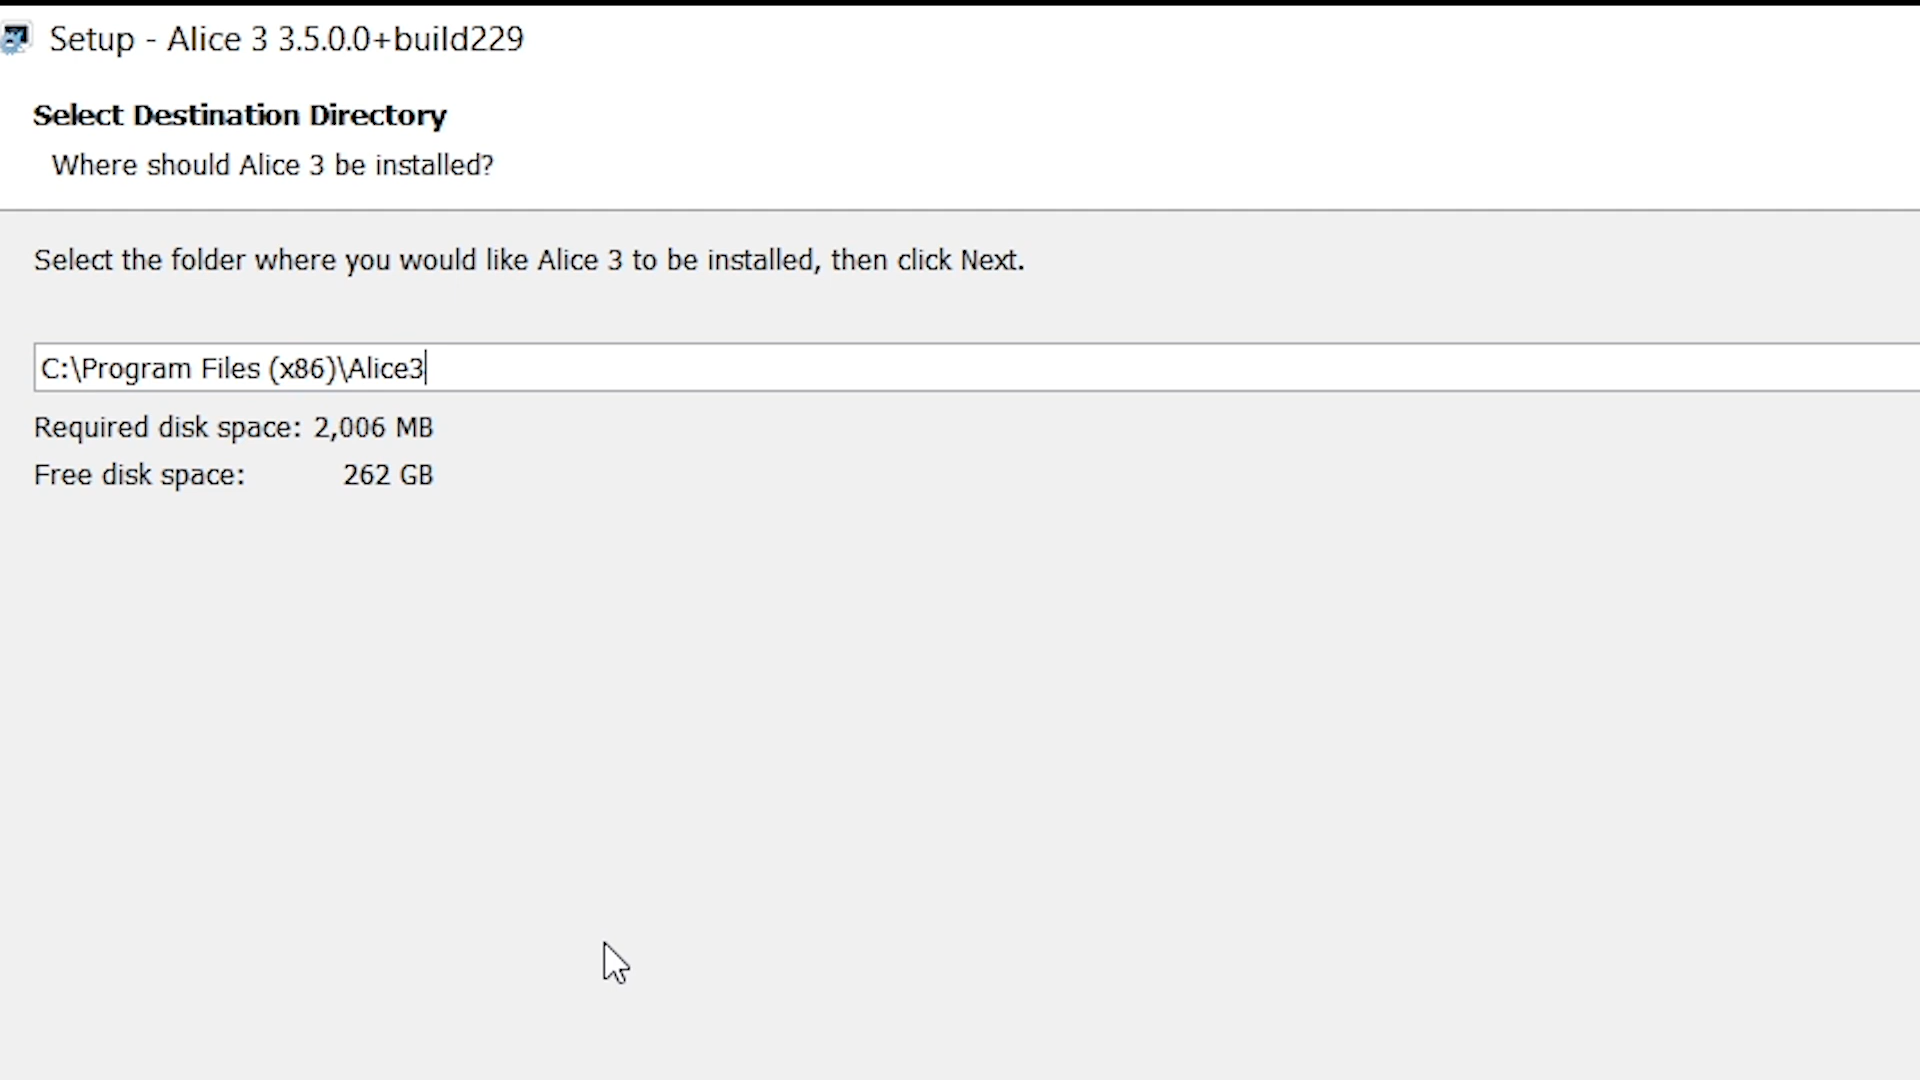 Setup - Alice 3 3.5.0.0+build229
Select Destination Directory
Where should Alice 3 be installed?
Select the folder where you would like Alice 3 to be installed, then click Next.
C:\Program Files (x86)\Alice3
Required disk space: 2,006 MB
Free disk space: 262 GB